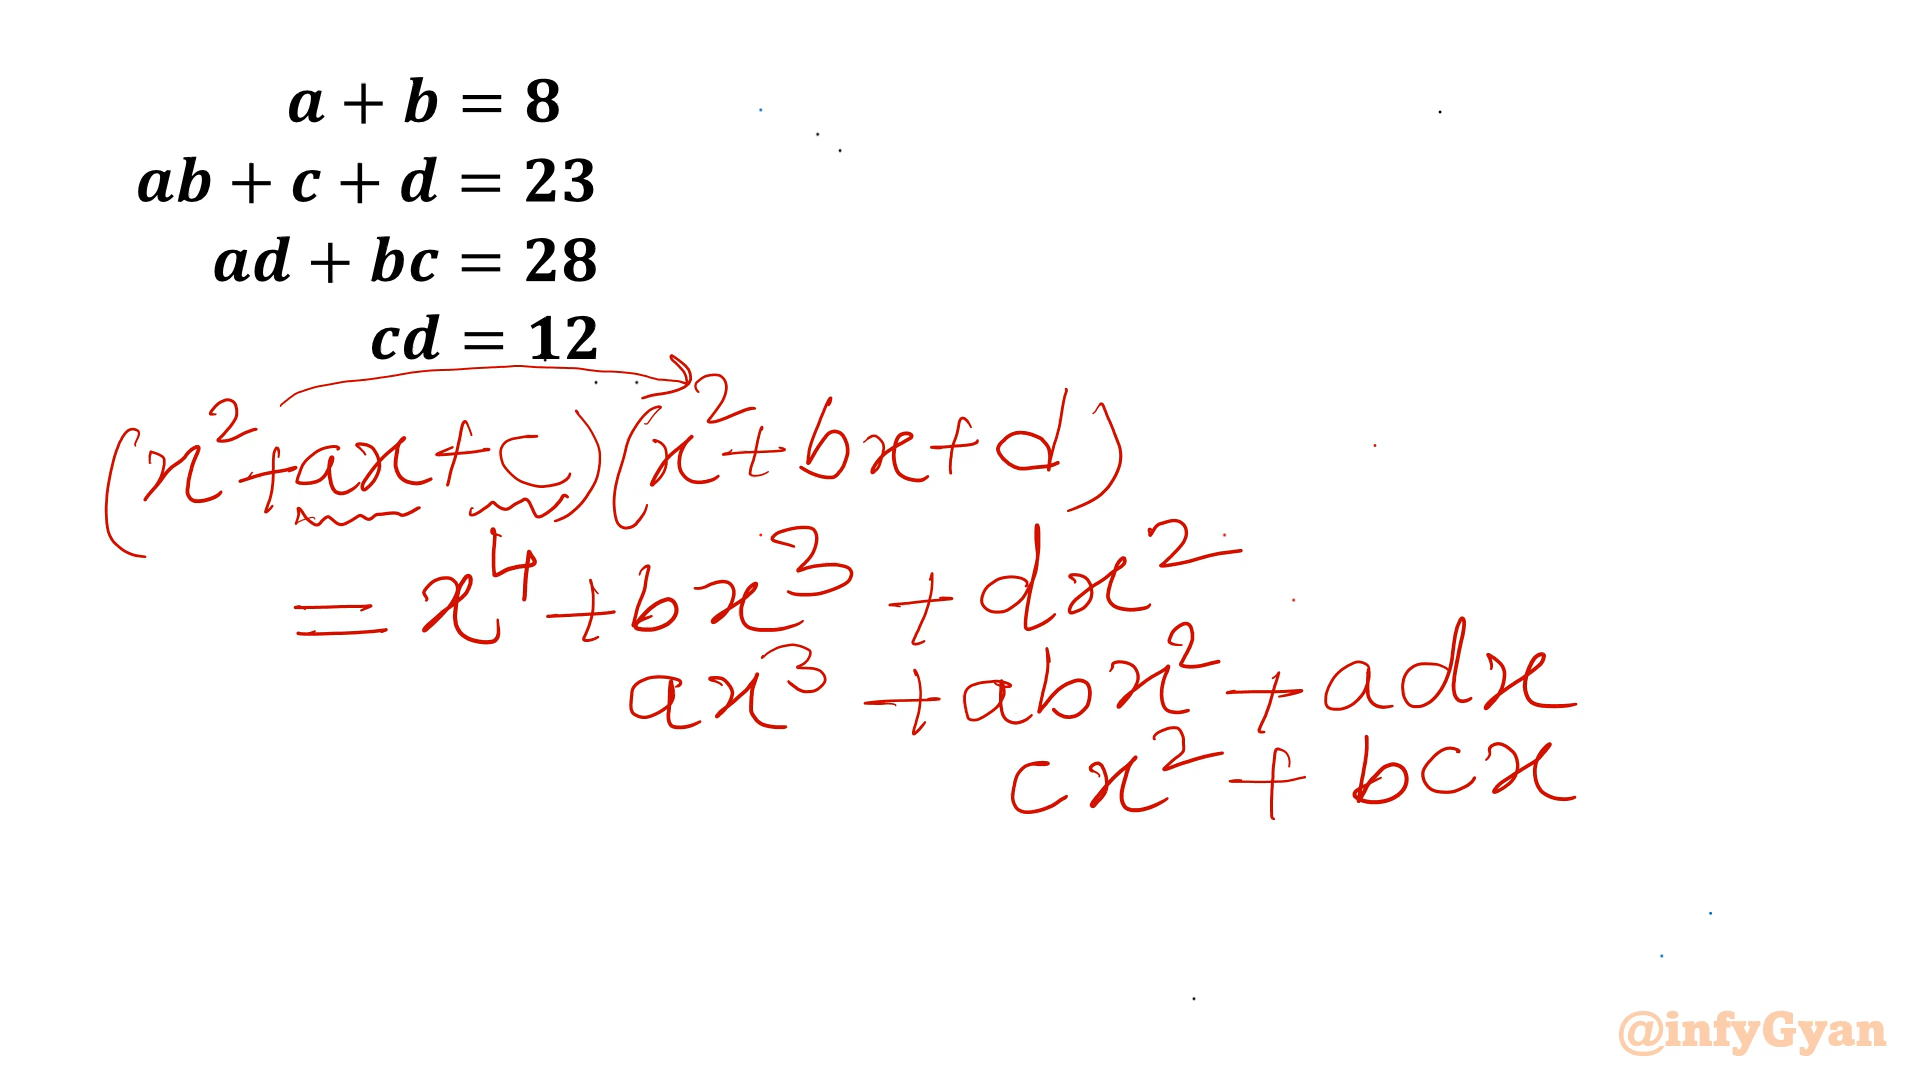 a + b = 8
ab + c + d = 23
ad + bc = 28
cd = 12
(x²+ax+c)(x²+bx+d)
= x⁴+bx³+dx²
ax³+abx²+adx
cx²+bcx
@infyGyan